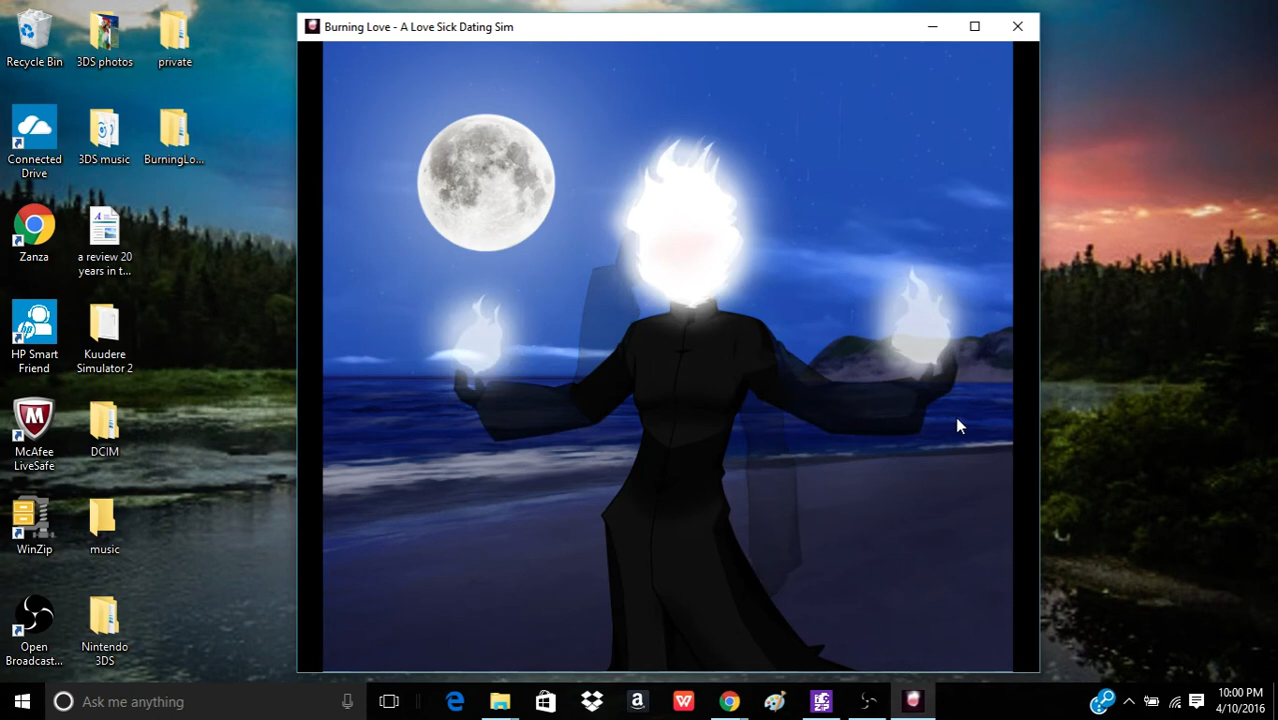 Burning Love - A Love Sick Dating Sim
Recycle Bin
3DS photos
private
Connected
Drive
3DS music
BurningLo...
Zanza
a review 20
years in t...
HP Smart
Friend
Kuudere
Simulator 2
McAfee
LiveSafe
DCIM
WinZip
music
Open
Broadcast...
Nintendo
3DS
Ask me anything
10:00 PM
4/10/2016